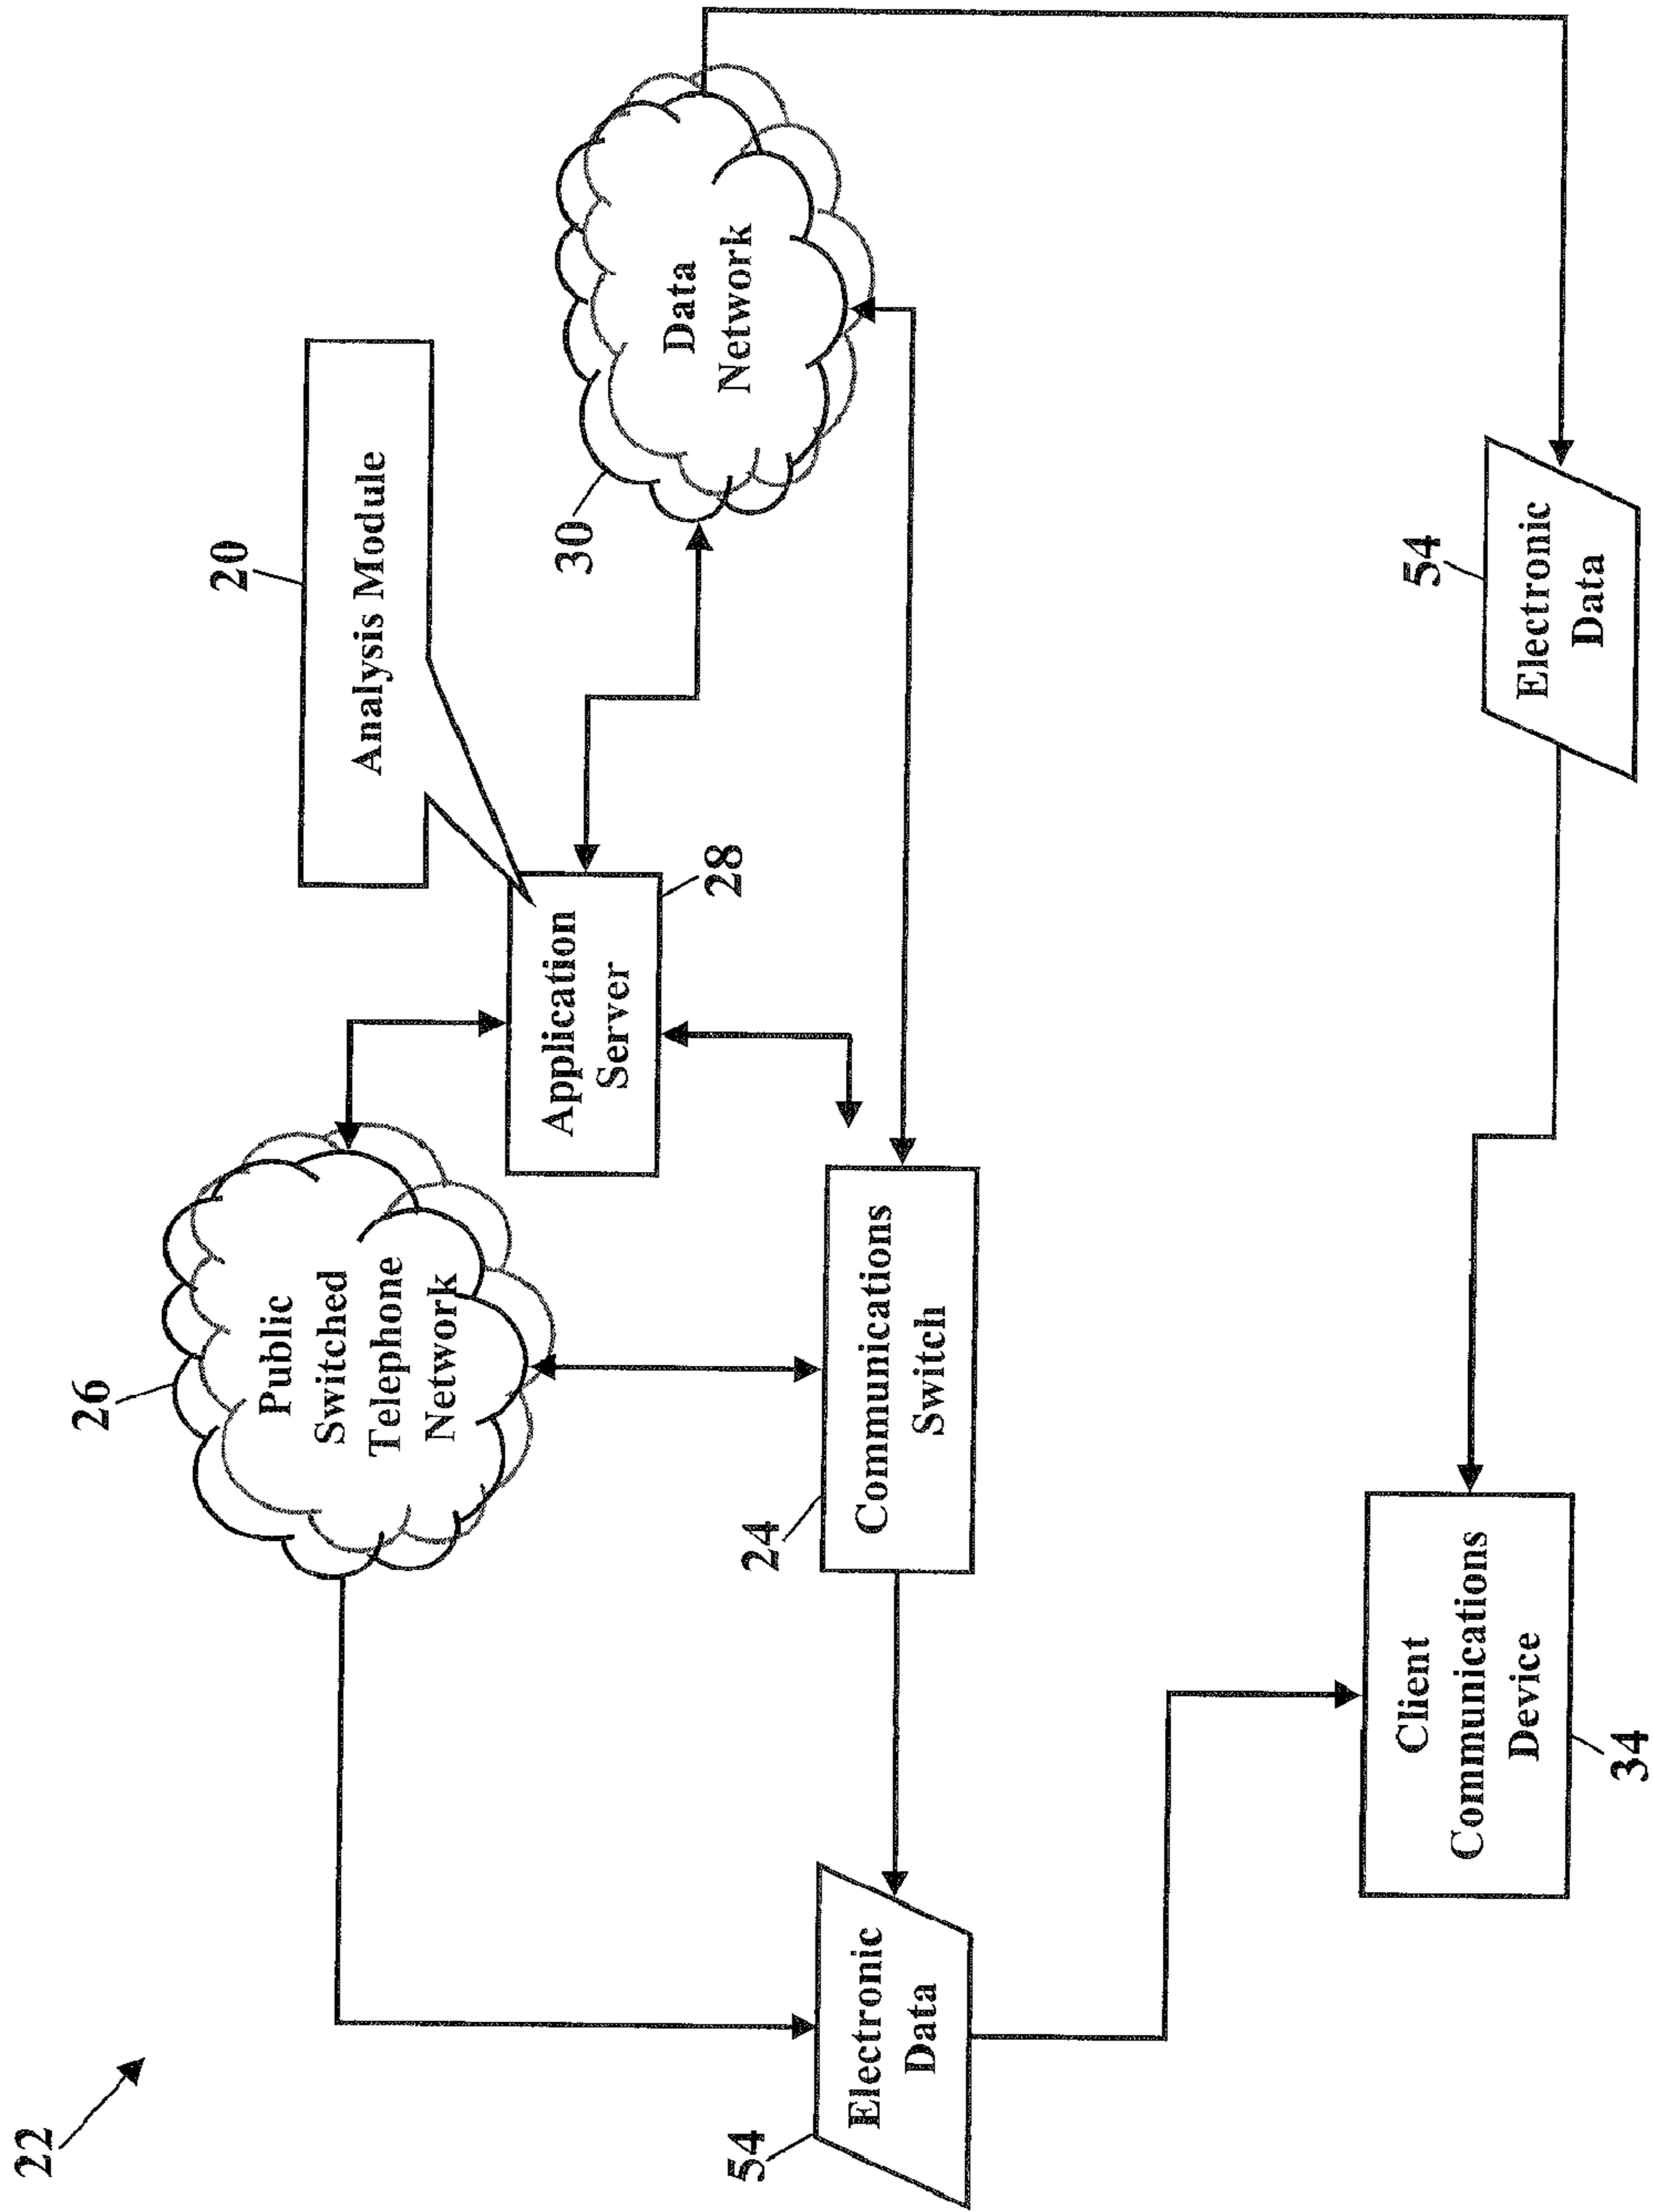 22
26
Public
Switched
Telephone
Network
20
Analysis Module
Application
Server
28
30
Data
Network
24
Communications
Switch
54
Electronic
Data
Client
Communications
Device
34
54
Electronic
Data